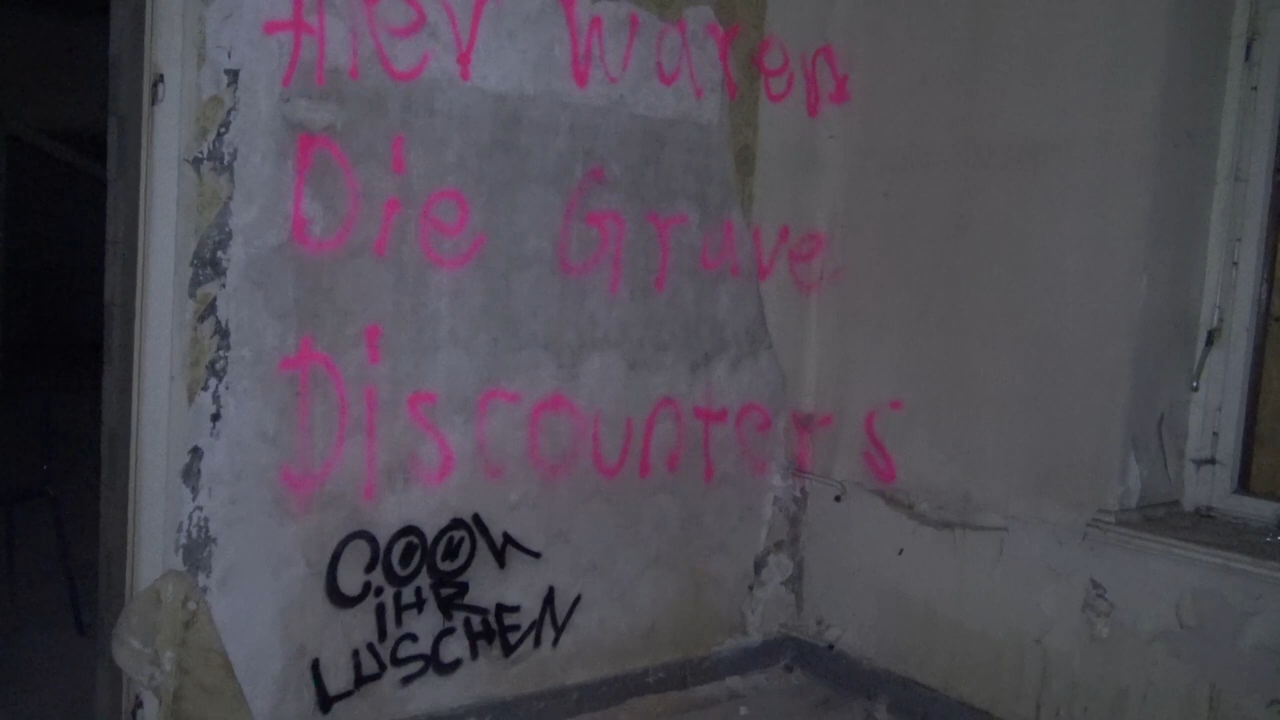 Hier waren
Die Grave
Discounters
COOL
iHR
LUSCHEN